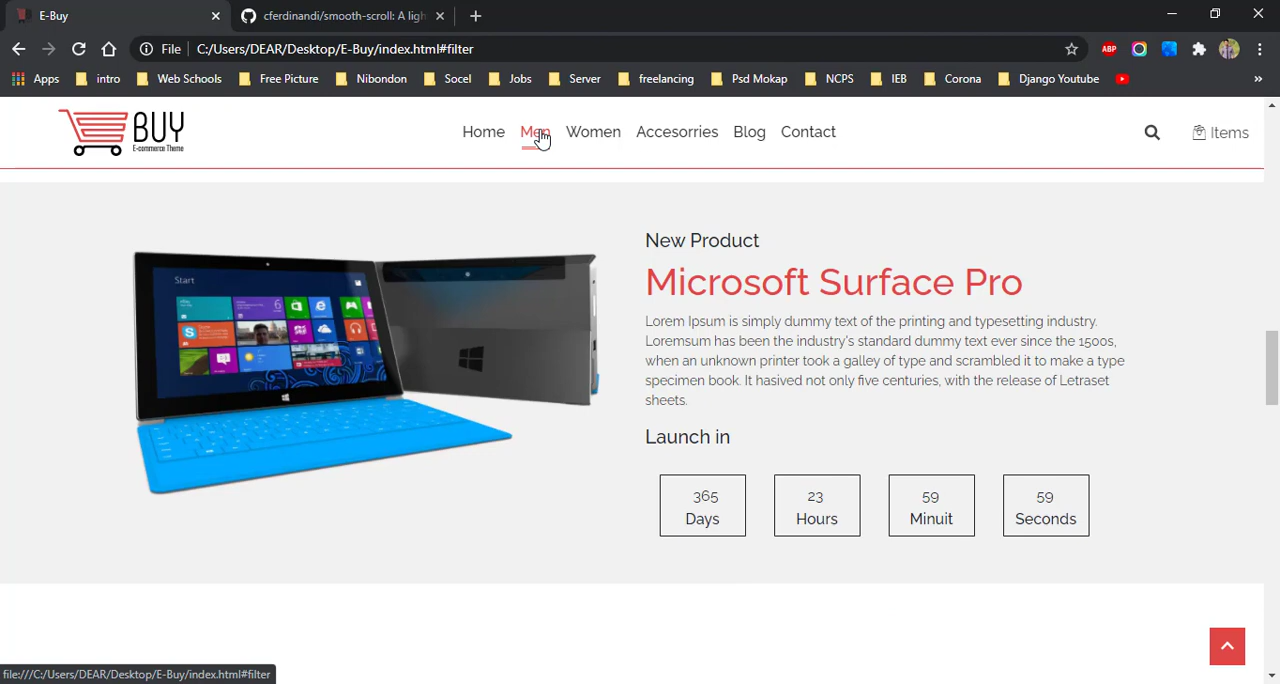 E-Buy
cferdinandi/smooth-scroll: A ligh
File
C:/Users/DEAR/Desktop/E-Buy/index.html#filter
ABP
Apps
intro
Web Schools
Free Picture
Nibondon
Socel
Jobs
Server
freelancing
Psd Mokap
NCPS
IEB
Corona
Django Youtube
»
BUY
E-commerce Theme
Home
Men
Women
Accesorries
Blog
Contact
Items
Start
New Product
Microsoft Surface Pro
Lorem Ipsum is simply dummy text of the printing and typesetting industry.
Loremsum has been the industry's standard dummy text ever since the 1500s,
when an unknown printer took a galley of type and scrambled it to make a type
specimen book. It hasived not only five centuries, with the release of Letraset
sheets.
Launch in
365
Days
23
Hours
59
Minuit
59
Seconds
file:///C:/Users/DEAR/Desktop/E-Buy/index.html#filter